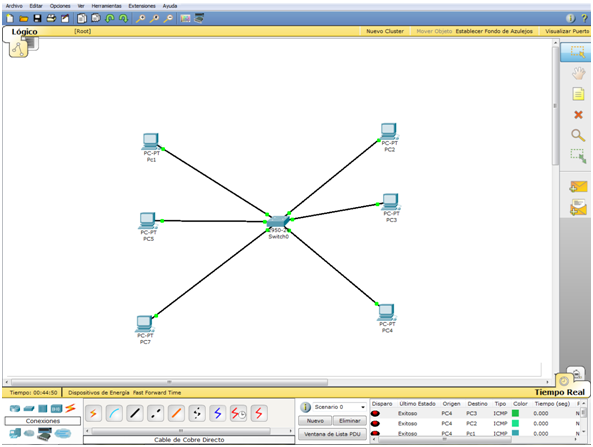 Archivo Editar Opciones Ver Herramientas Extensiones Ayuda
Lógico [Root] Nuevo Cluster Mover Objeto Establecer Fondo de Azulejos Visualizar Puerto
PC-PT
Pc1
PC-PT
PC2
PC-PT
PC3
PC-PT
PC5
2950-24
Switch0
PC-PT
PC4
PC-PT
PC7
Tiempo: 00:44:50 Dispositivos de Energía Fast Forward Time Tiempo Real
Conexiones
Cable de Cobre Directo
Scenario 0
Nuevo Eliminar
Ventana de Lista PDU
Disparo Último Estado Origen Destino Tipo Color Tiempo (seg)
Exitoso PC4 PC3 ICMP 0.000 N
Exitoso PC4 PC2 ICMP 0.000 N
Exitoso PC4 Pc1 ICMP 0.000 N